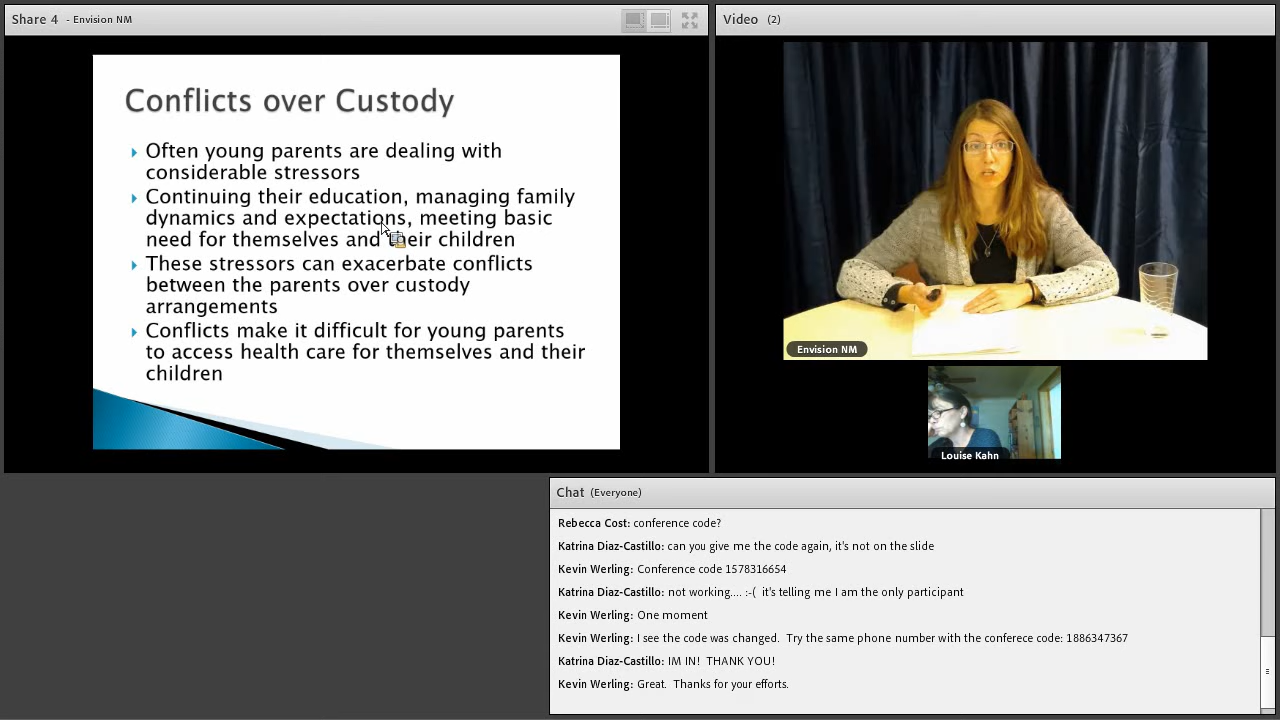 Share 4 - Envision NM
Conflicts over Custody
Often young parents are dealing with
considerable stressors
Continuing their education, managing family
dynamics and expectations, meeting basic
need for themselves and their children
These stressors can exacerbate conflicts
between the parents over custody
arrangements
Conflicts make it difficult for young parents
to access health care for themselves and their
children
Video (2)
Envision NM
Louise Kahn
Chat (Everyone)
Rebecca Cost: conference code?
Katrina Diaz-Castillo: can you give me the code again, it's not on the slide
Kevin Werling: Conference code 1578316654
Katrina Diaz-Castillo: not working.... :-( it's telling me I am the only participant
Kevin Werling: One moment
Kevin Werling: I see the code was changed. Try the same phone number with the conferece code: 1886347367
Katrina Diaz-Castillo: IM IN! THANK YOU!
Kevin Werling: Great. Thanks for your efforts.